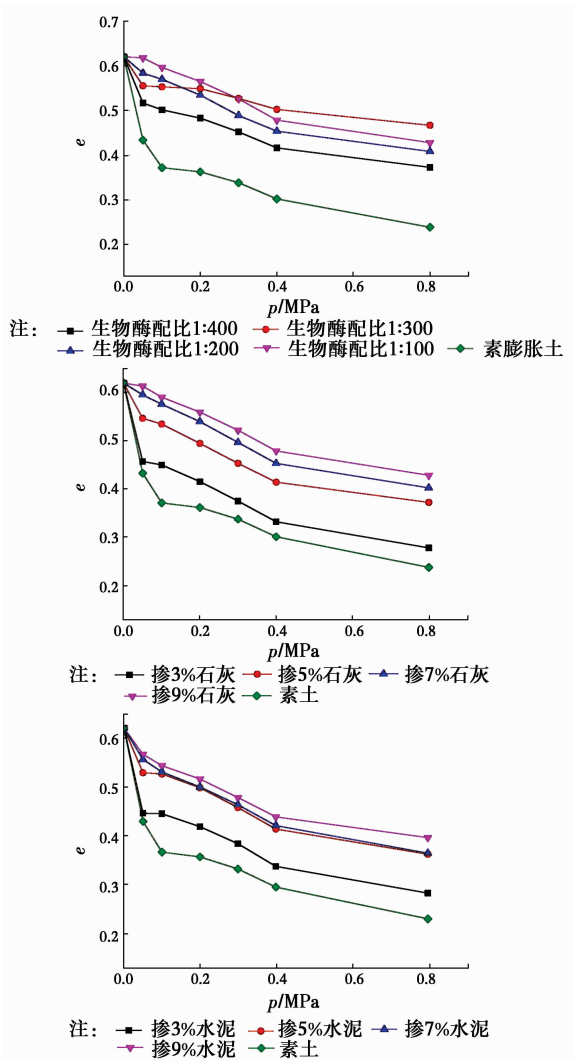 0.7
0.6
0.5
0.4
0.3
0.2
e
0.0 0.2 0.4 0.6 0.8
p/MPa
注： 生物酶配比1:400 生物酶配比1:300
生物酶配比1:200 生物酶配比1:100 素膨胀土
0.6
0.5
0.4
0.3
0.2
e
0.0 0.2 0.4 0.6 0.8
p/MPa
注： 掺3%石灰 掺5%石灰 掺7%石灰
掺9%石灰 素土
0.6
0.5
0.4
0.3
0.2
e
0.0 0.2 0.4 0.6 0.8
p/MPa
注： 掺3%水泥 掺5%水泥 掺7%水泥
掺9%水泥 素土